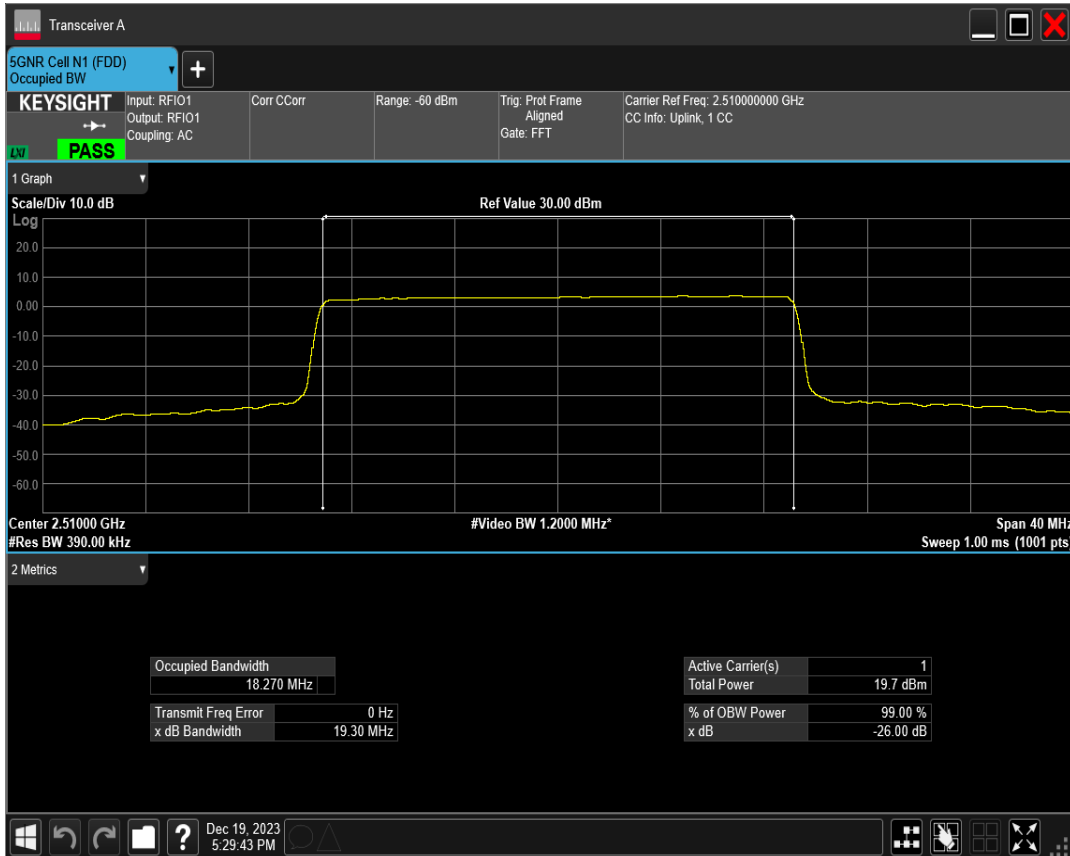 Transceiver A
5GNR Cell N1 (FDD)
Occupied BW
+
KEYSIGHT
LXI
PASS
Input: RFIO1
Output: RFIO1
Coupling: AC
Corr CCorr
Range: -60 dBm
Trig: Prot Frame
Aligned
Gate: FFT
Carrier Ref Freq: 2.510000000 GHz
CC Info: Uplink, 1 CC
1 Graph
Scale/Div 10.0 dB
Ref Value 30.00 dBm
Log
20.0
10.0
0.00
-10.0
-20.0
-30.0
-40.0
-50.0
-60.0
Center 2.51000 GHz
#Video BW 1.2000 MHz*
Span 40 MHz
#Res BW 390.00 kHz
Sweep 1.00 ms (1001 pts)
2 Metrics
Occupied Bandwidth
18.270 MHz
Transmit Freq Error 0 Hz
x dB Bandwidth 19.30 MHz
Active Carrier(s) 1
Total Power 19.7 dBm
% of OBW Power 99.00 %
x dB -26.00 dB
?
Dec 19, 2023
5:29:43 PM